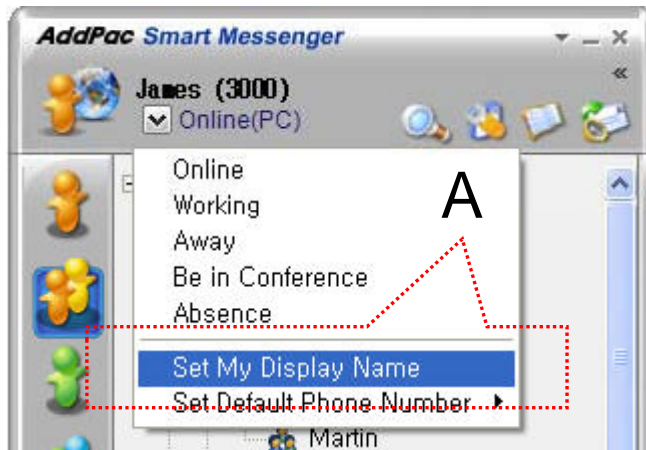 AddPac Smart Messenger
James (3000)
Online(PC)
Online
Working
Away
Be in Conference
Absence
Set My Display Name
Set Default Phone Number
Martin
A